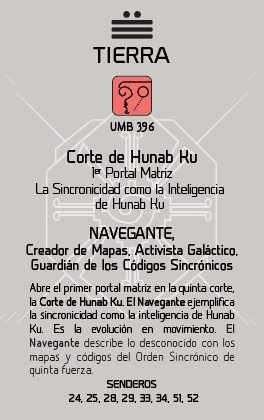 TIERRA
UMB 396
Corte de Hunab Ku
1er Portal Matriz
La Sincronicidad como la Inteligencia
de Hunab Ku
NAVEGANTE,
Creador de Mapas, Activista Galáctico,
Guardián de los Códigos Sincrónicos
Abre el primer portal matriz en la quinta corte,
la Corte de Hunab Ku. El Navegante ejemplifica
la sincronicidad como la inteligencia de Hunab
Ku. Es la evolución en movimiento. El
Navegante describe lo desconocido con los
mapas y códigos del Orden Sincrónico de
quinta fuerza.
SENDEROS
24, 25, 28, 29, 33, 34, 51, 52